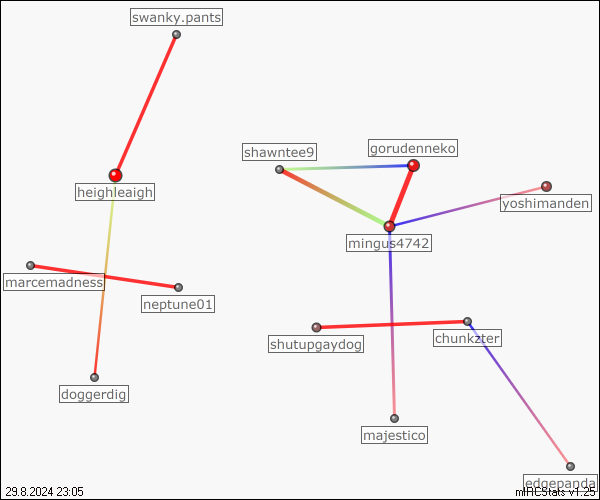 swanky.pants
gorudenneko
shawntee9
heighleaigh
yoshimanden
mingus4742
marcemadness
neptune01
chunkzter
shutupgaydog
doggerdig
majestico
edgepanda
29.8.2024 23:05
mIRCStats v1.25